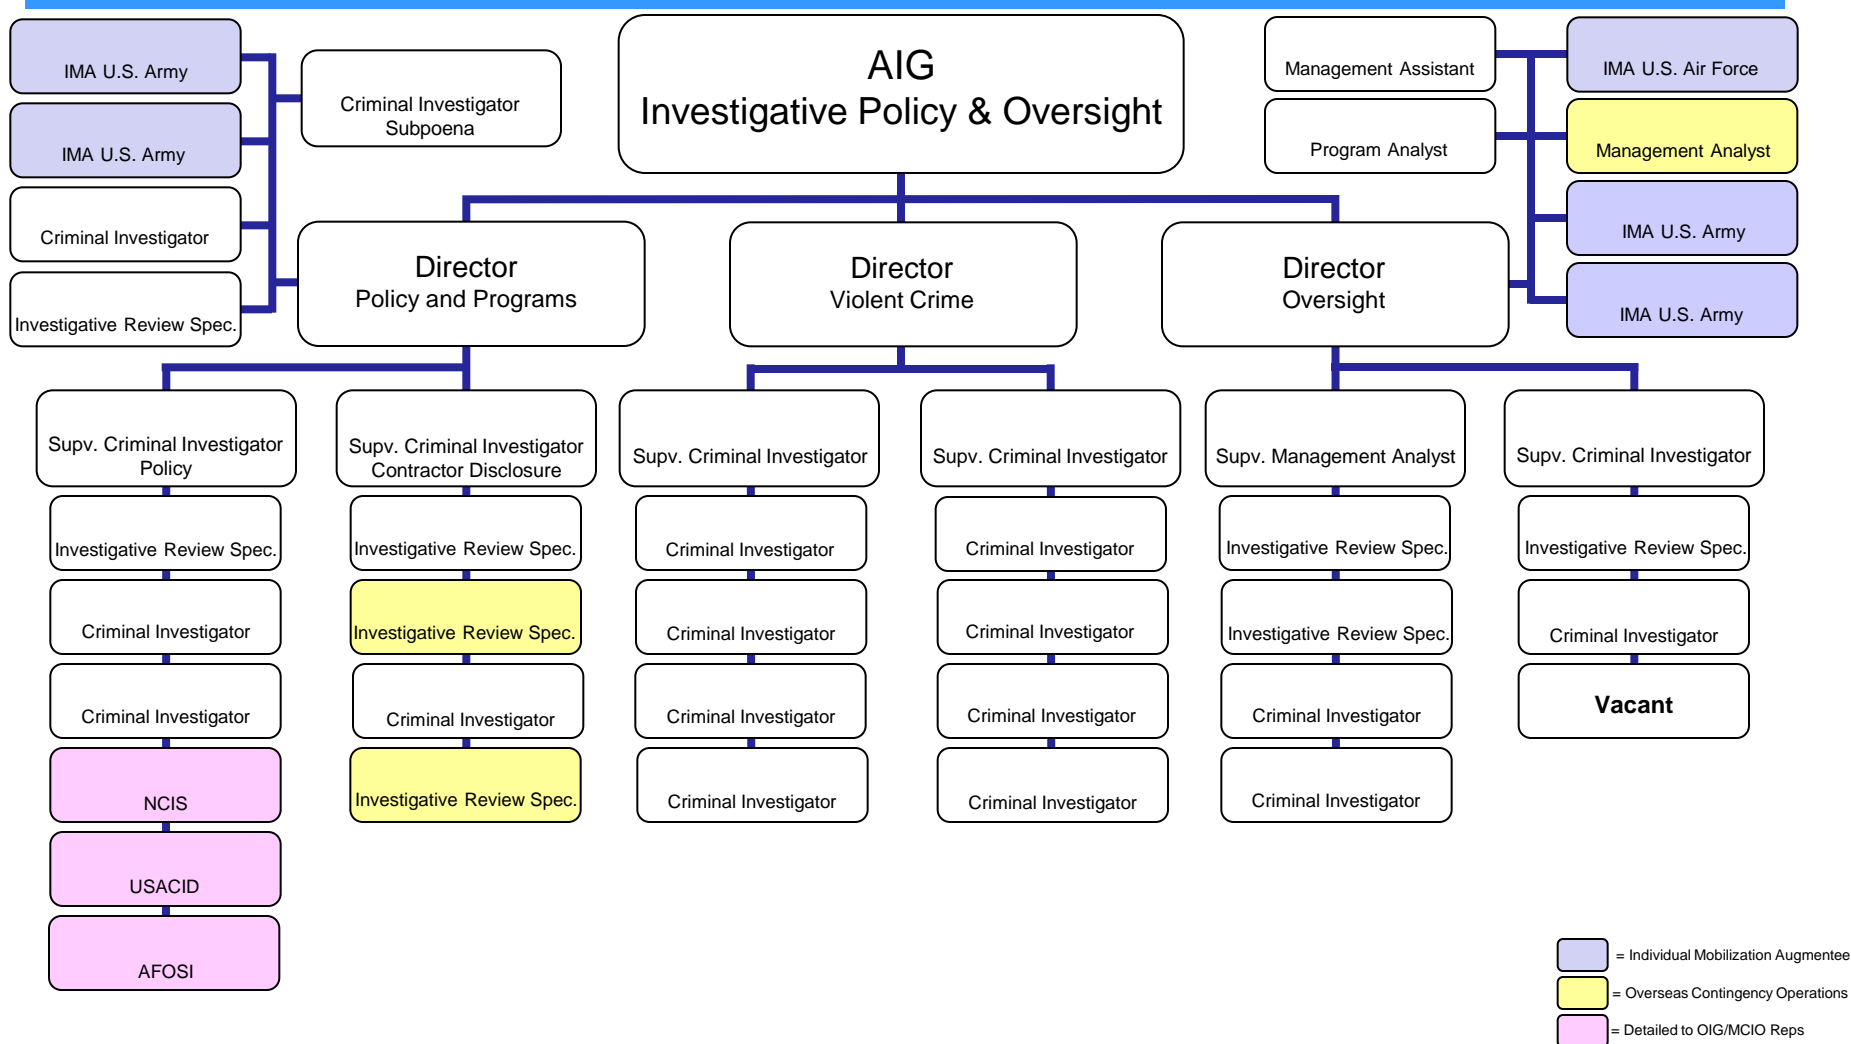 AIG
Investigative Policy & Oversight
IMA U.S. Army
IMA U.S. Army
Criminal Investigator
Investigative Review Spec.
Criminal Investigator
Subpoena
Management Assistant
Program Analyst
IMA U.S. Air Force
Management Analyst
IMA U.S. Army
IMA U.S. Army
Director
Policy and Programs
Director
Violent Crime
Director
Oversight
Supv. Criminal Investigator
Policy
Investigative Review Spec.
Criminal Investigator
Criminal Investigator
NCIS
USACID
AFOSI
Supv. Criminal Investigator
Contractor Disclosure
Investigative Review Spec.
Investigative Review Spec.
Criminal Investigator
Investigative Review Spec.
Supv. Criminal Investigator
Criminal Investigator
Criminal Investigator
Criminal Investigator
Criminal Investigator
Supv. Criminal Investigator
Criminal Investigator
Criminal Investigator
Criminal Investigator
Criminal Investigator
Supv. Management Analyst
Investigative Review Spec.
Investigative Review Spec.
Criminal Investigator
Criminal Investigator
Supv. Criminal Investigator
Investigative Review Spec.
Criminal Investigator
Vacant
= Individual Mobilization Augmentee
= Overseas Contingency Operations
= Detailed to OIG/MCIO Reps